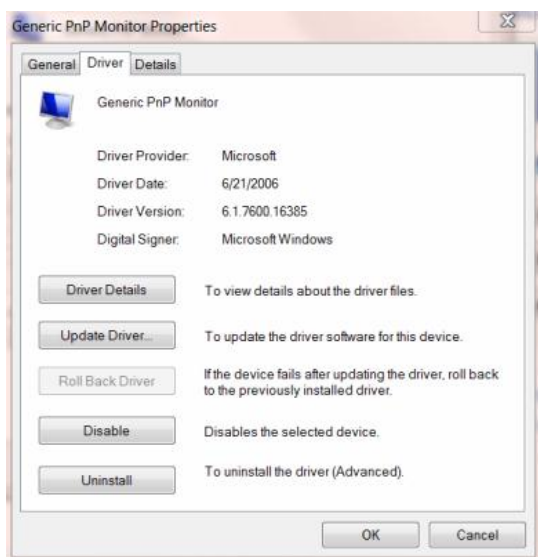 Generic PnP Monitor Properties
General Driver Details
Generic PnP Monitor
Driver Provider: Microsoft
Driver Date: 6/21/2006
Driver Version: 6.1.7600.16385
Digital Signer: Microsoft Windows
Driver Details To view details about the driver files.
Update Driver... To update the driver software for this device.
Roll Back Driver If the device fails after updating the driver, roll back
to the previously installed driver.
Disable Disables the selected device.
Uninstall To uninstall the driver (Advanced).
OK Cancel